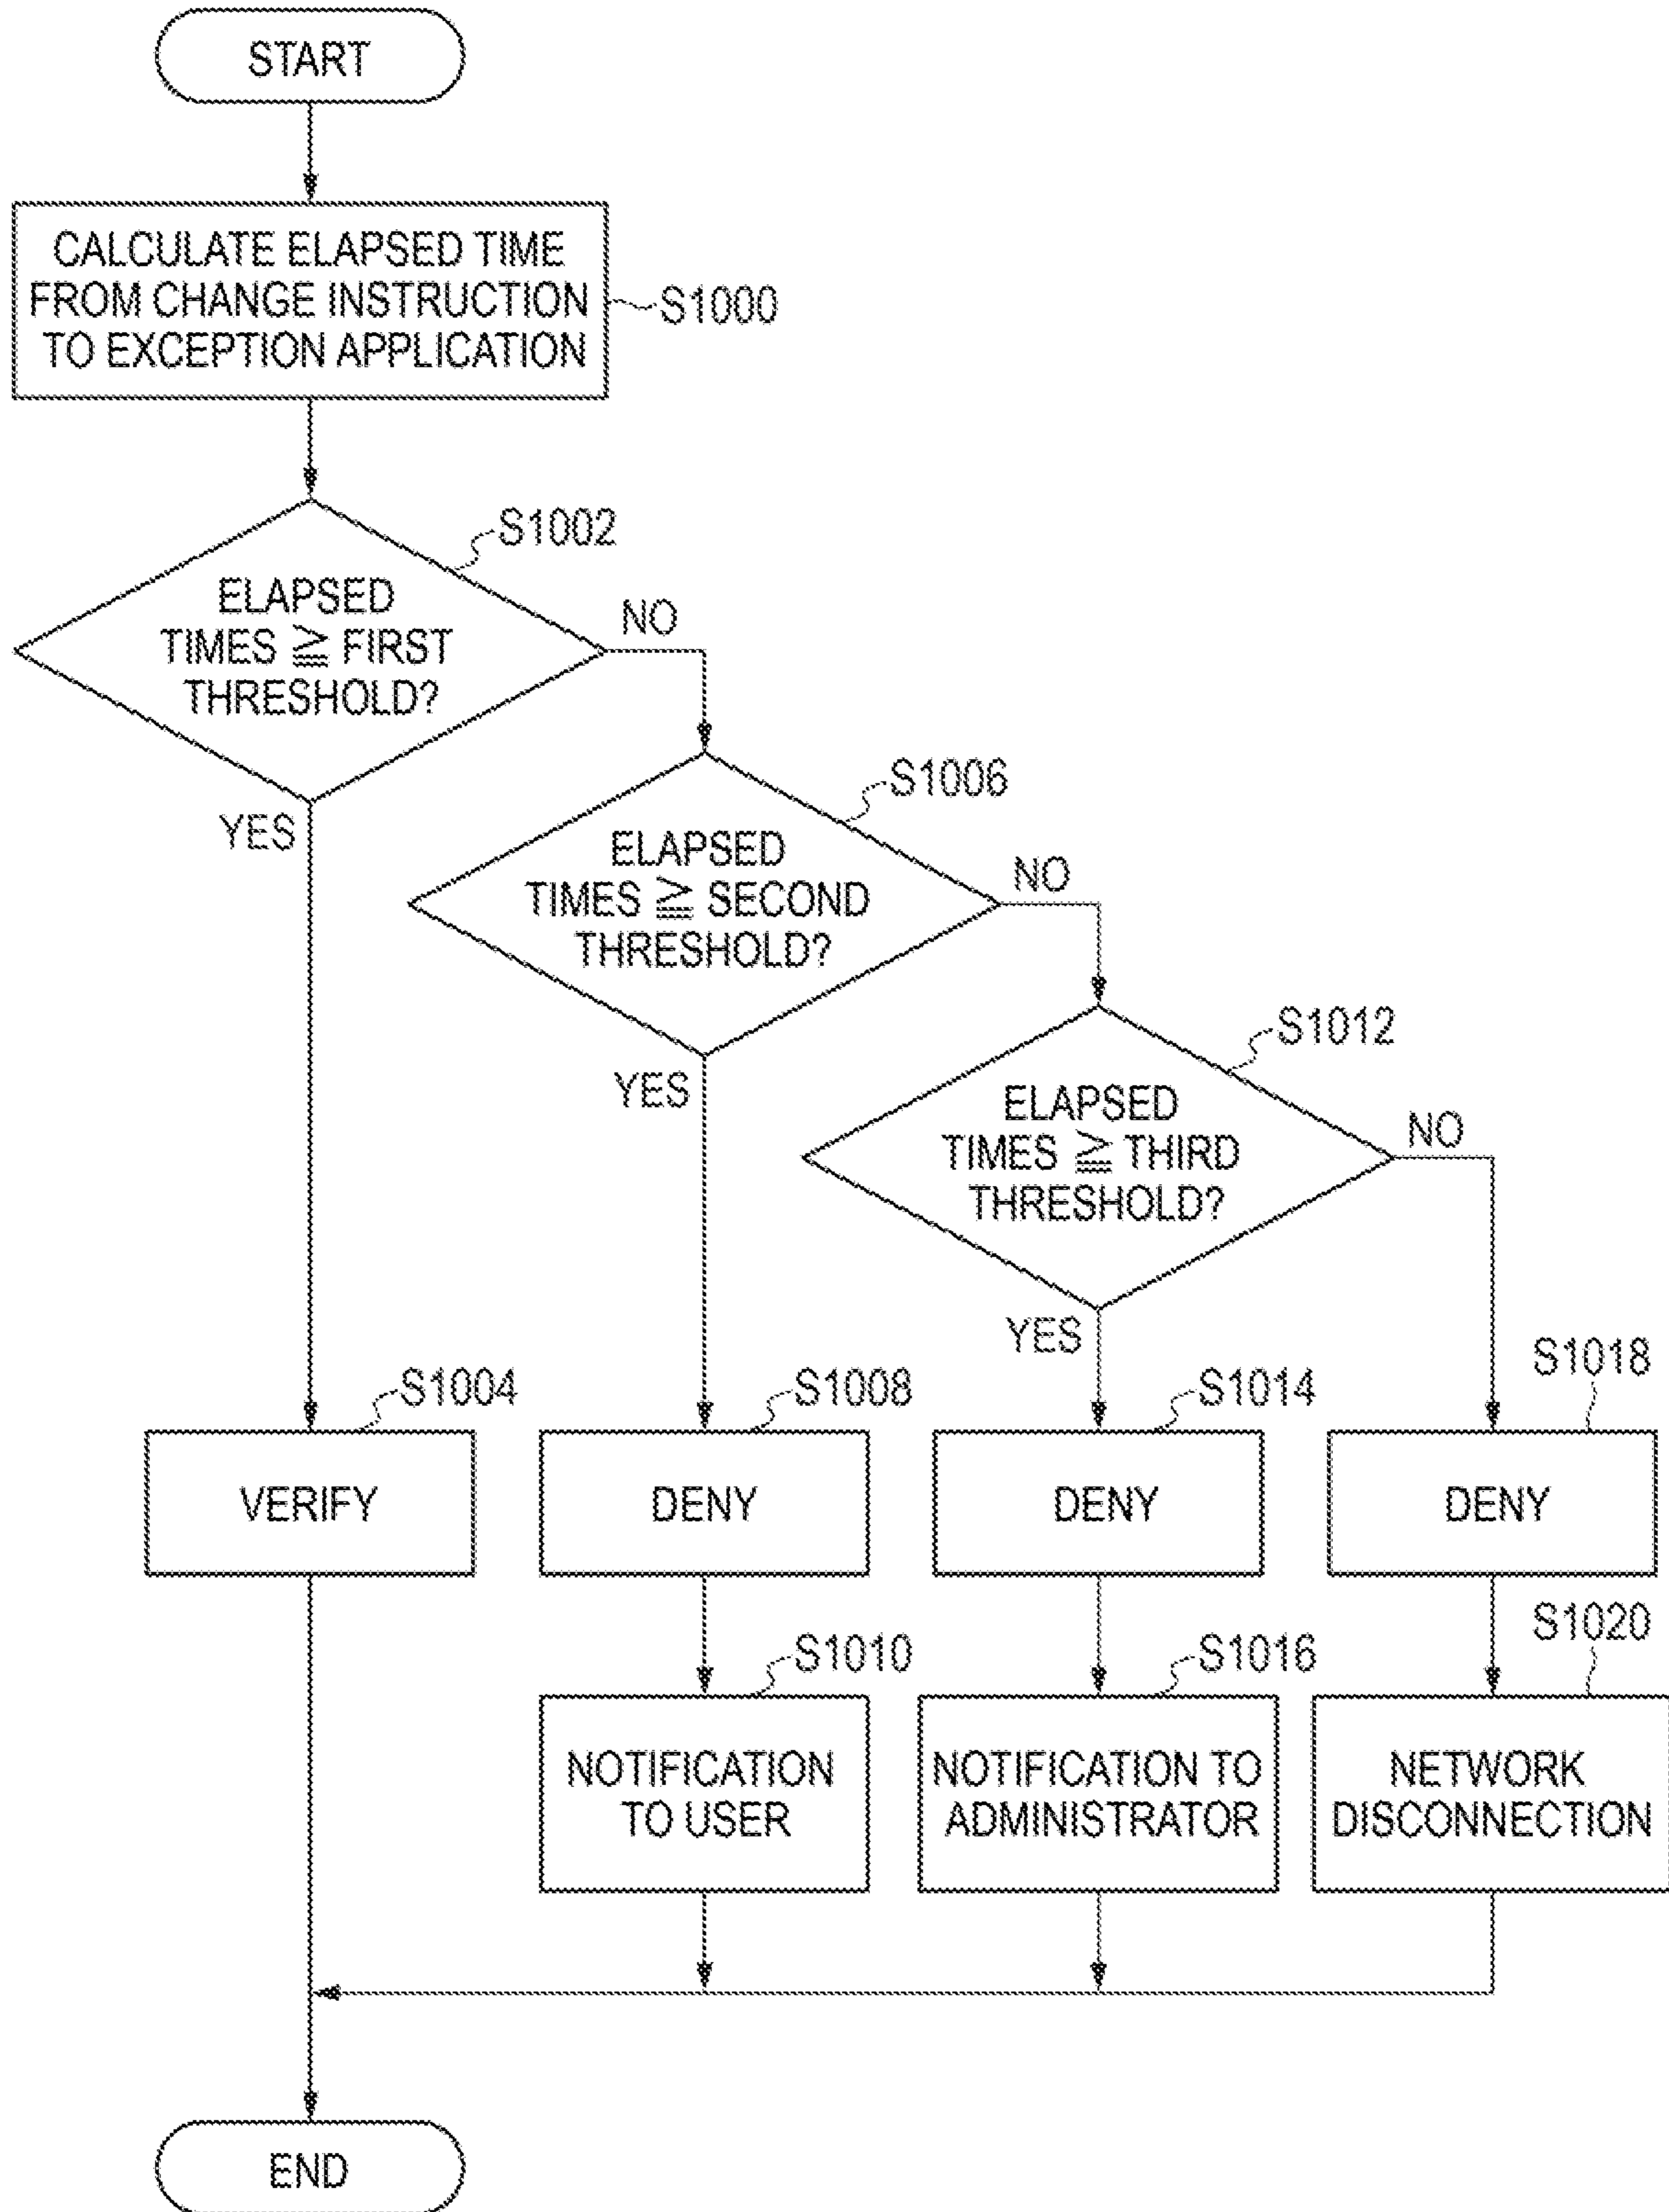 START
CALCULATE ELAPSED TIME
FROM CHANGE INSTRUCTION
TO EXCEPTION APPLICATION
S1000
S1002
ELAPSED
TIMES ≧ FIRST
THRESHOLD?
NO
YES
S1006
ELAPSED
TIMES ≧ SECOND
THRESHOLD?
NO
YES
S1012
ELAPSED
TIMES ≧ THIRD
THRESHOLD?
NO
YES
S1004
VERIFY
S1008
DENY
S1014
DENY
S1018
DENY
S1010
NOTIFICATION
TO USER
S1016
NOTIFICATION TO
ADMINISTRATOR
S1020
NETWORK
DISCONNECTION
END